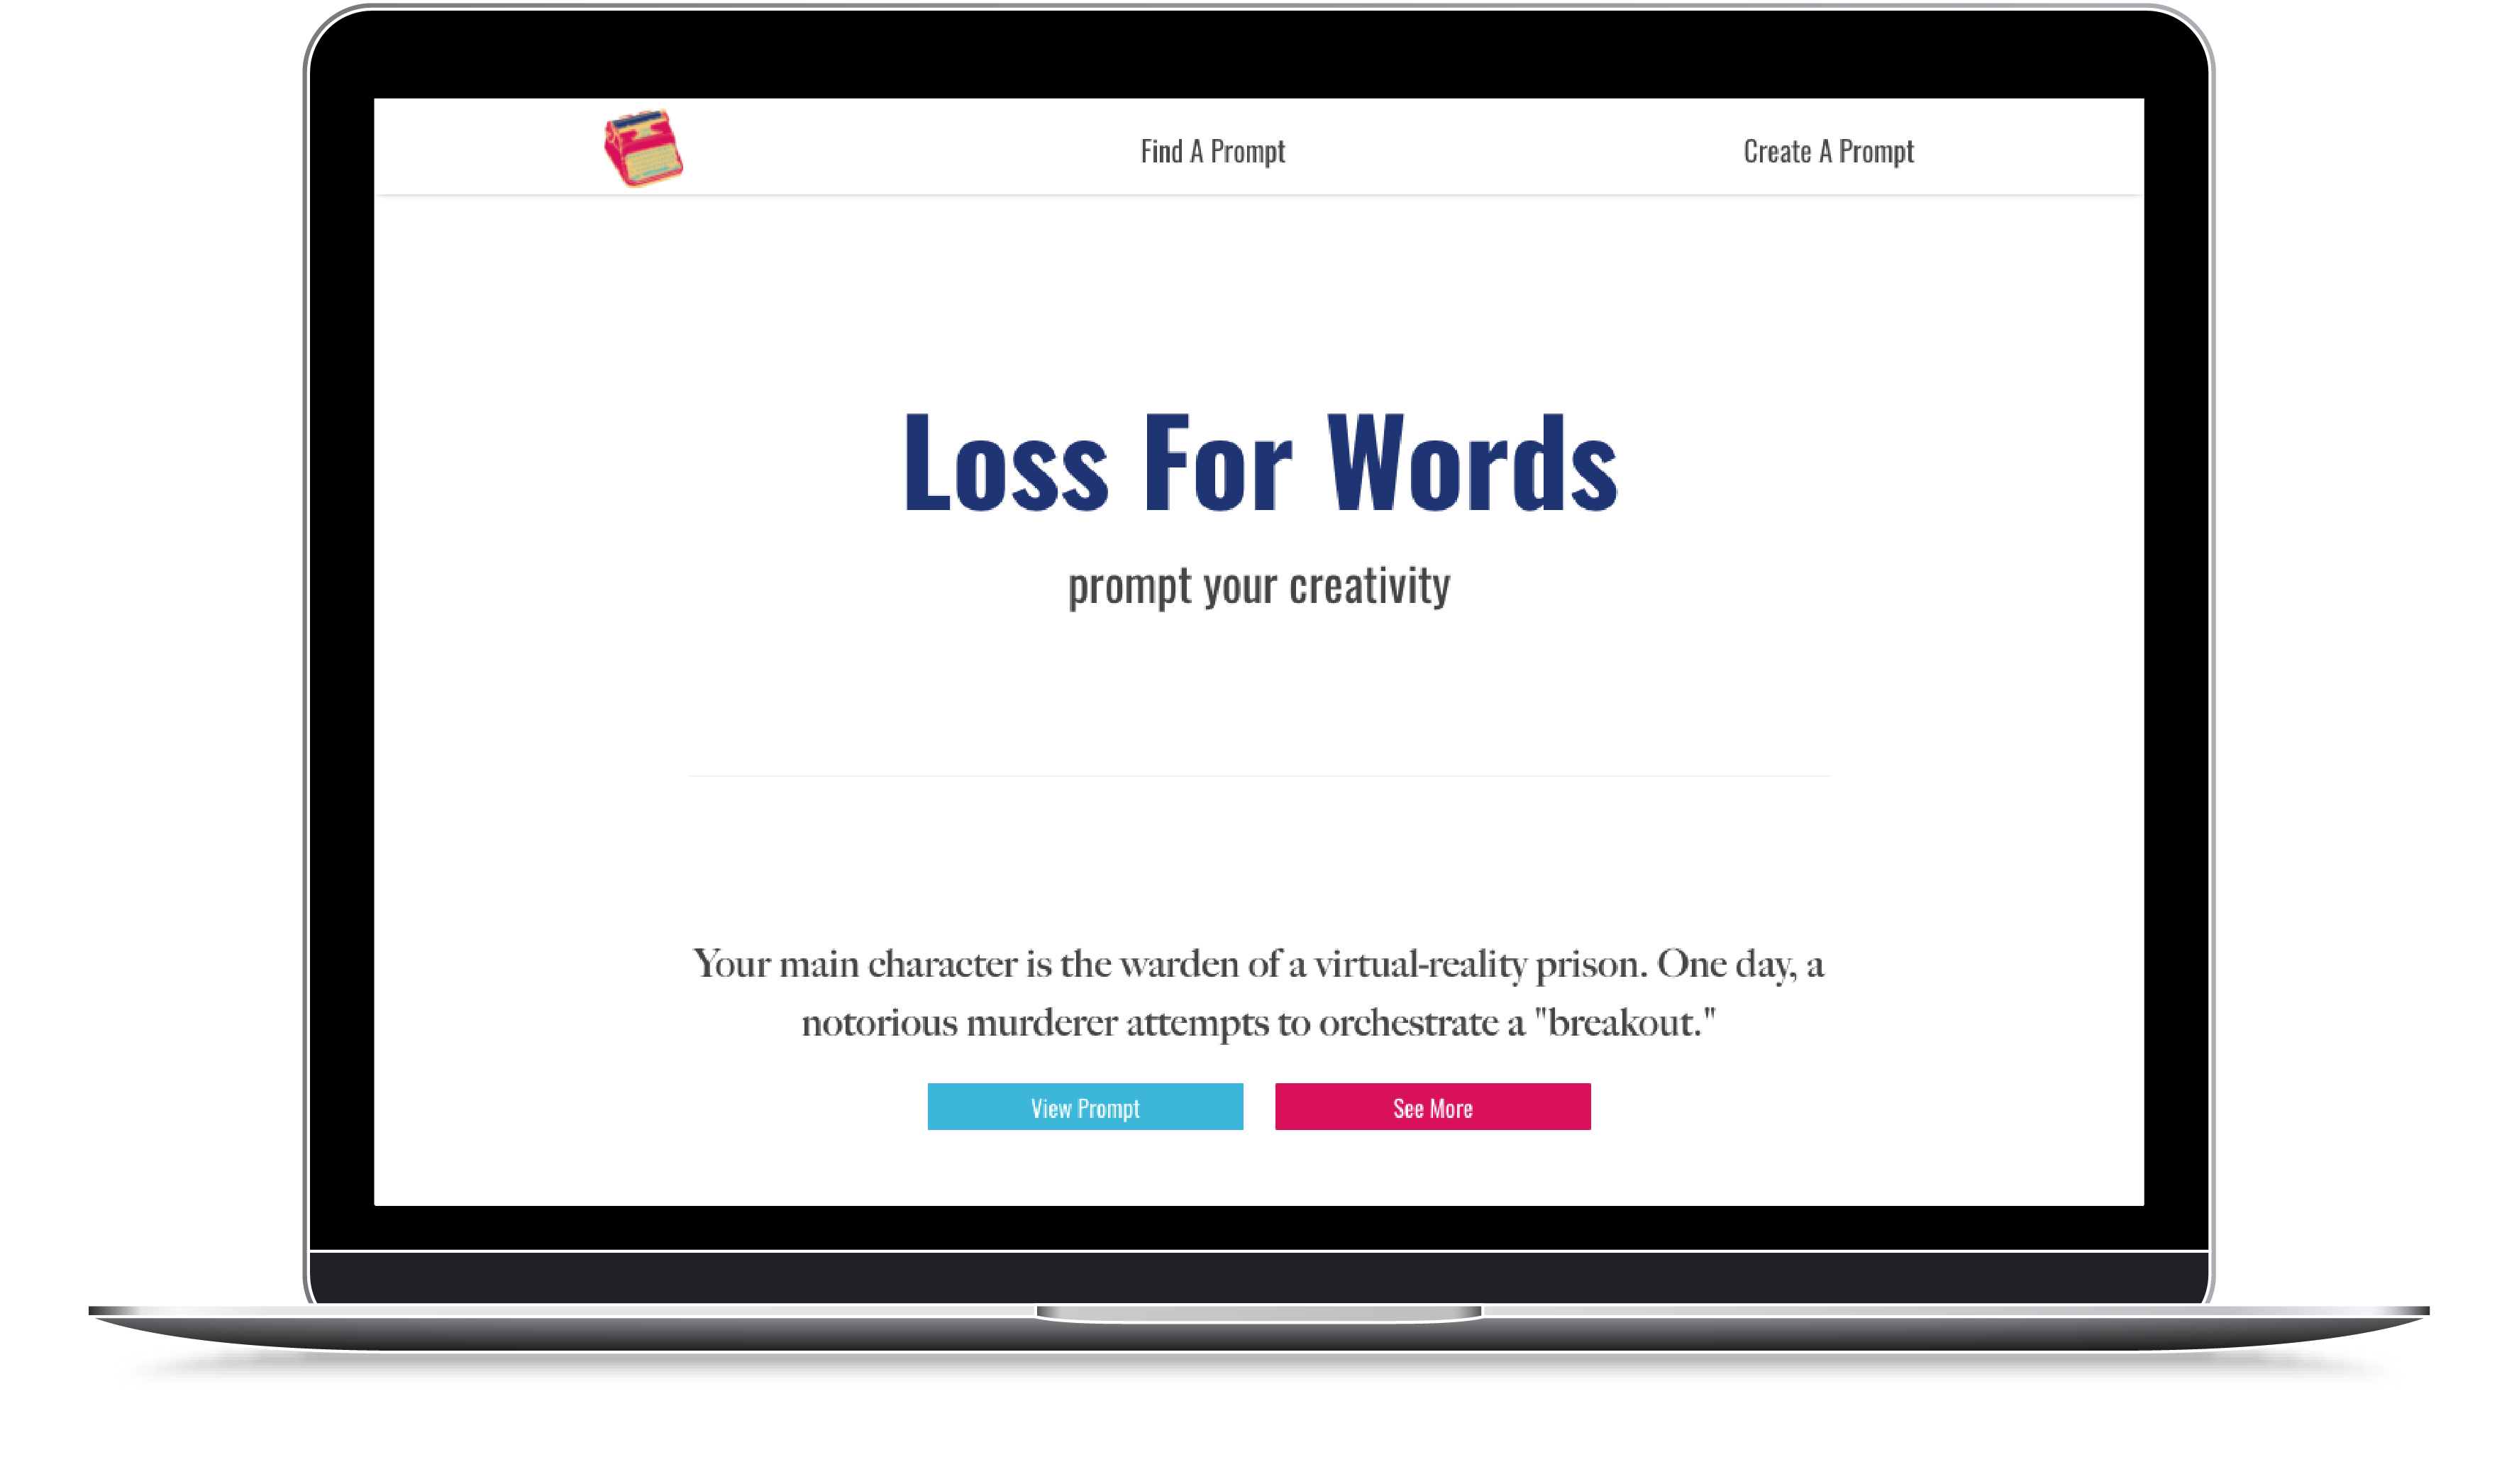 Find A Prompt
Create A Prompt
Loss For Words
prompt your creativity
Your main character is the warden of a virtual-reality prison. One day, a
notorious murderer attempts to orchestrate a "breakout."
View Prompt
See More